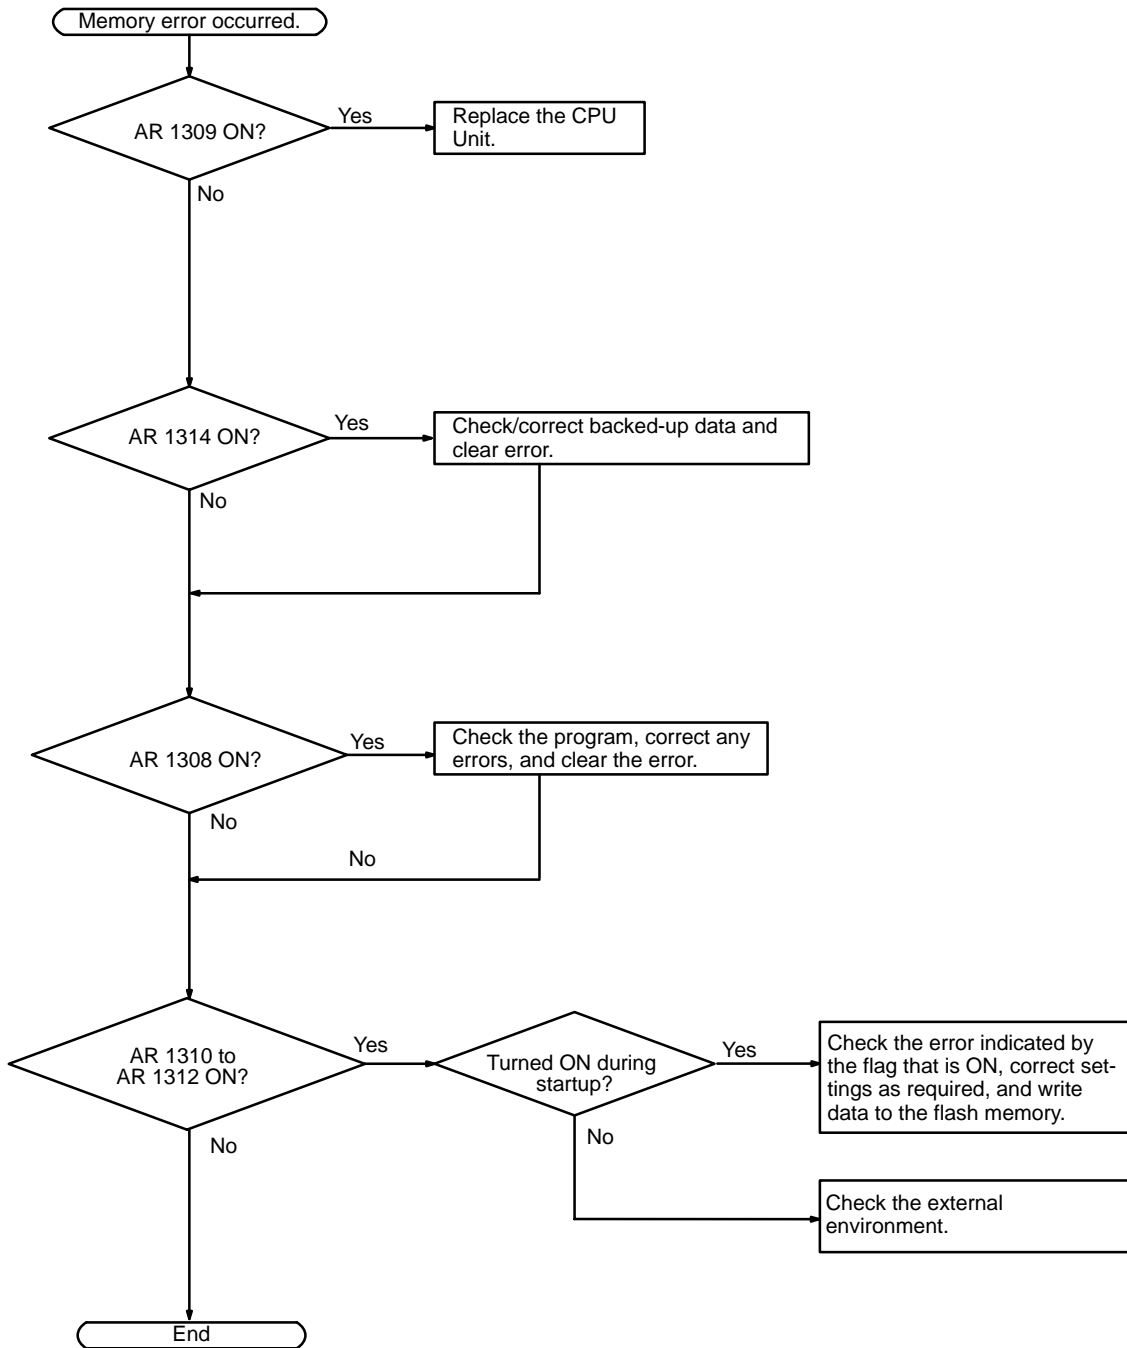 Memory error occurred.
AR 1309 ON?
Yes
Replace the CPU
Unit.
No
AR 1314 ON?
Yes
Check/correct backed-up data and
clear error.
No
AR 1308 ON?
Yes
Check the program, correct any
errors, and clear the error.
No
No
AR 1310 to
AR 1312 ON?
Yes
Turned ON during
startup?
Yes
Check the error indicated by
the flag that is ON, correct set-
tings as required, and write
data to the flash memory.
No
No
Check the external
environment.
End